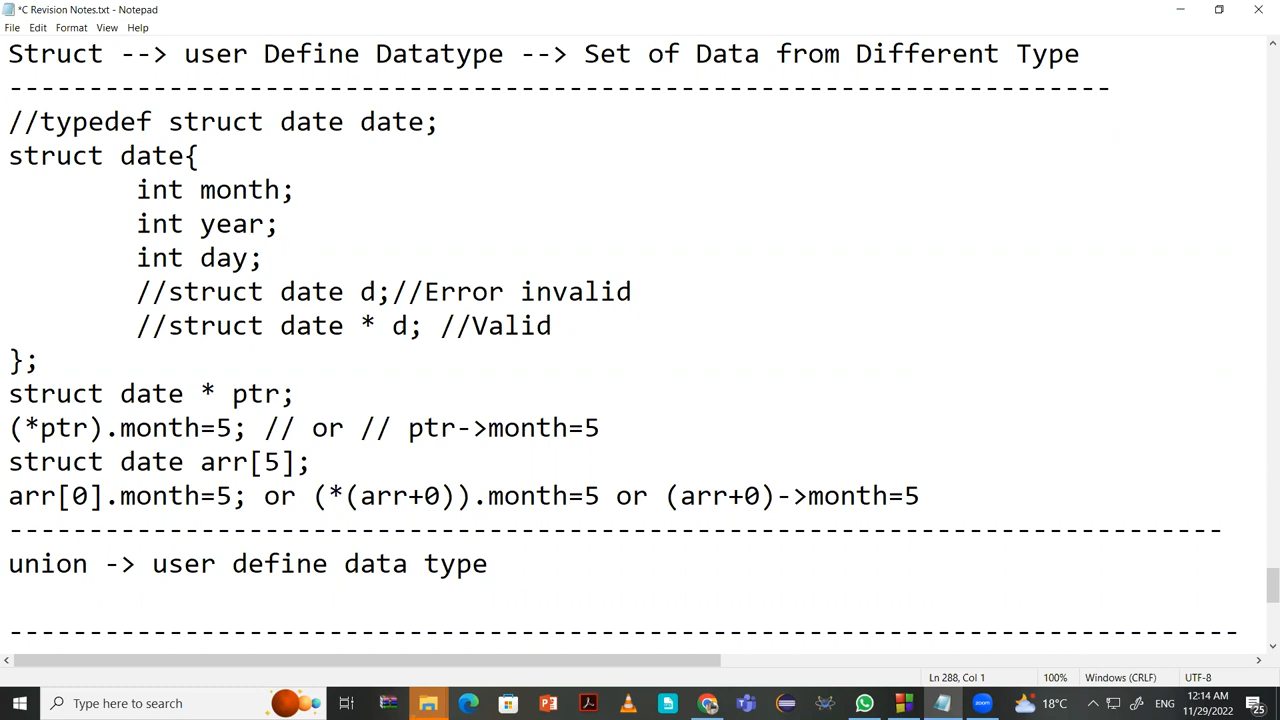 *C Revision Notes.txt - Notepad
File Edit Format View Help
Struct --> user Define Datatype --> Set of Data from Different Type
---------------------------------------------------------------------
//typedef struct date date;
struct date{
int month;
int year;
int day;
//struct date d;//Error invalid
//struct date * d; //Valid
};
struct date * ptr;
(*ptr).month=5; // or // ptr->month=5
struct date arr[5];
arr[0].month=5; or (*(arr+0)).month=5 or (arr+0)->month=5
----------------------------------------------------------------------------
union -> user define data type
-----------------------------------------------------------------------------
Ln 288, Col 1 100% Windows (CRLF) UTF-8
Type here to search
18°C ENG 12:14 AM
11/29/2022
25